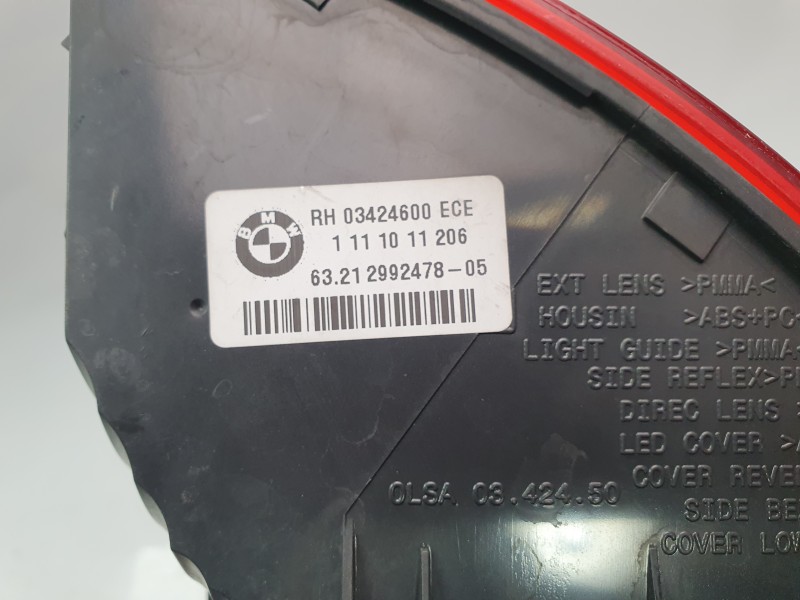 BMW
RH 03424600 ECE
1 11 10 11 206
63.21 2992478-05
EXT LENS >PMMA<
HOUSIN >ABS+PC
LIGHT GUIDE >PMMA<
SIDE REFLEX>P
DIREC LENS >
LED COVER >
COVER REVE
OLSA 03.424.50
SIDE BE
COVER LOW